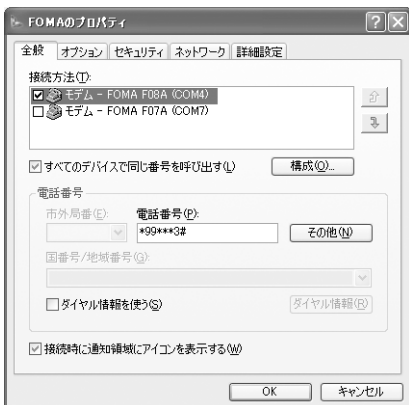 FOMAのプロパティ
全般 オプション セキュリティ ネットワーク 詳細設定
接続方法(T):
モデム - FOMA F08A (COM4)
モデム - FOMA F07A (COM7)
すべてのデバイスで同じ番号を呼び出す(L) 構成(O)...
電話番号
市外局番(E): 電話番号(P):
*99***3# その他(N)
国番号/地域番号(G):
ダイヤル情報を使う(S) ダイヤル情報(R)
接続時に通知領域にアイコンを表示する(W)
OK キャンセル